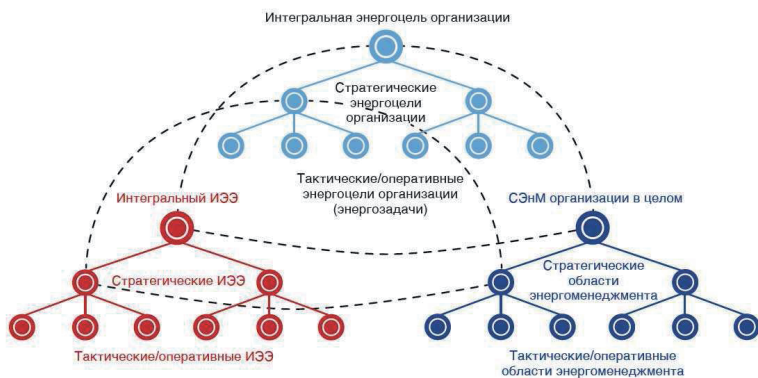 Интегральная энергоцель организации
Стратегические
энергоцели
организации
Тактические/оперативные
энергоцели организации
(энергозадачи)
Интегральный ИЭЭ
СЭнМ организации в целом
Стратегические ИЭЭ
Стратегические
области
энергоменеджмента
Тактические/оперативные ИЭЭ
Тактические/оперативные
области энергоменеджмента